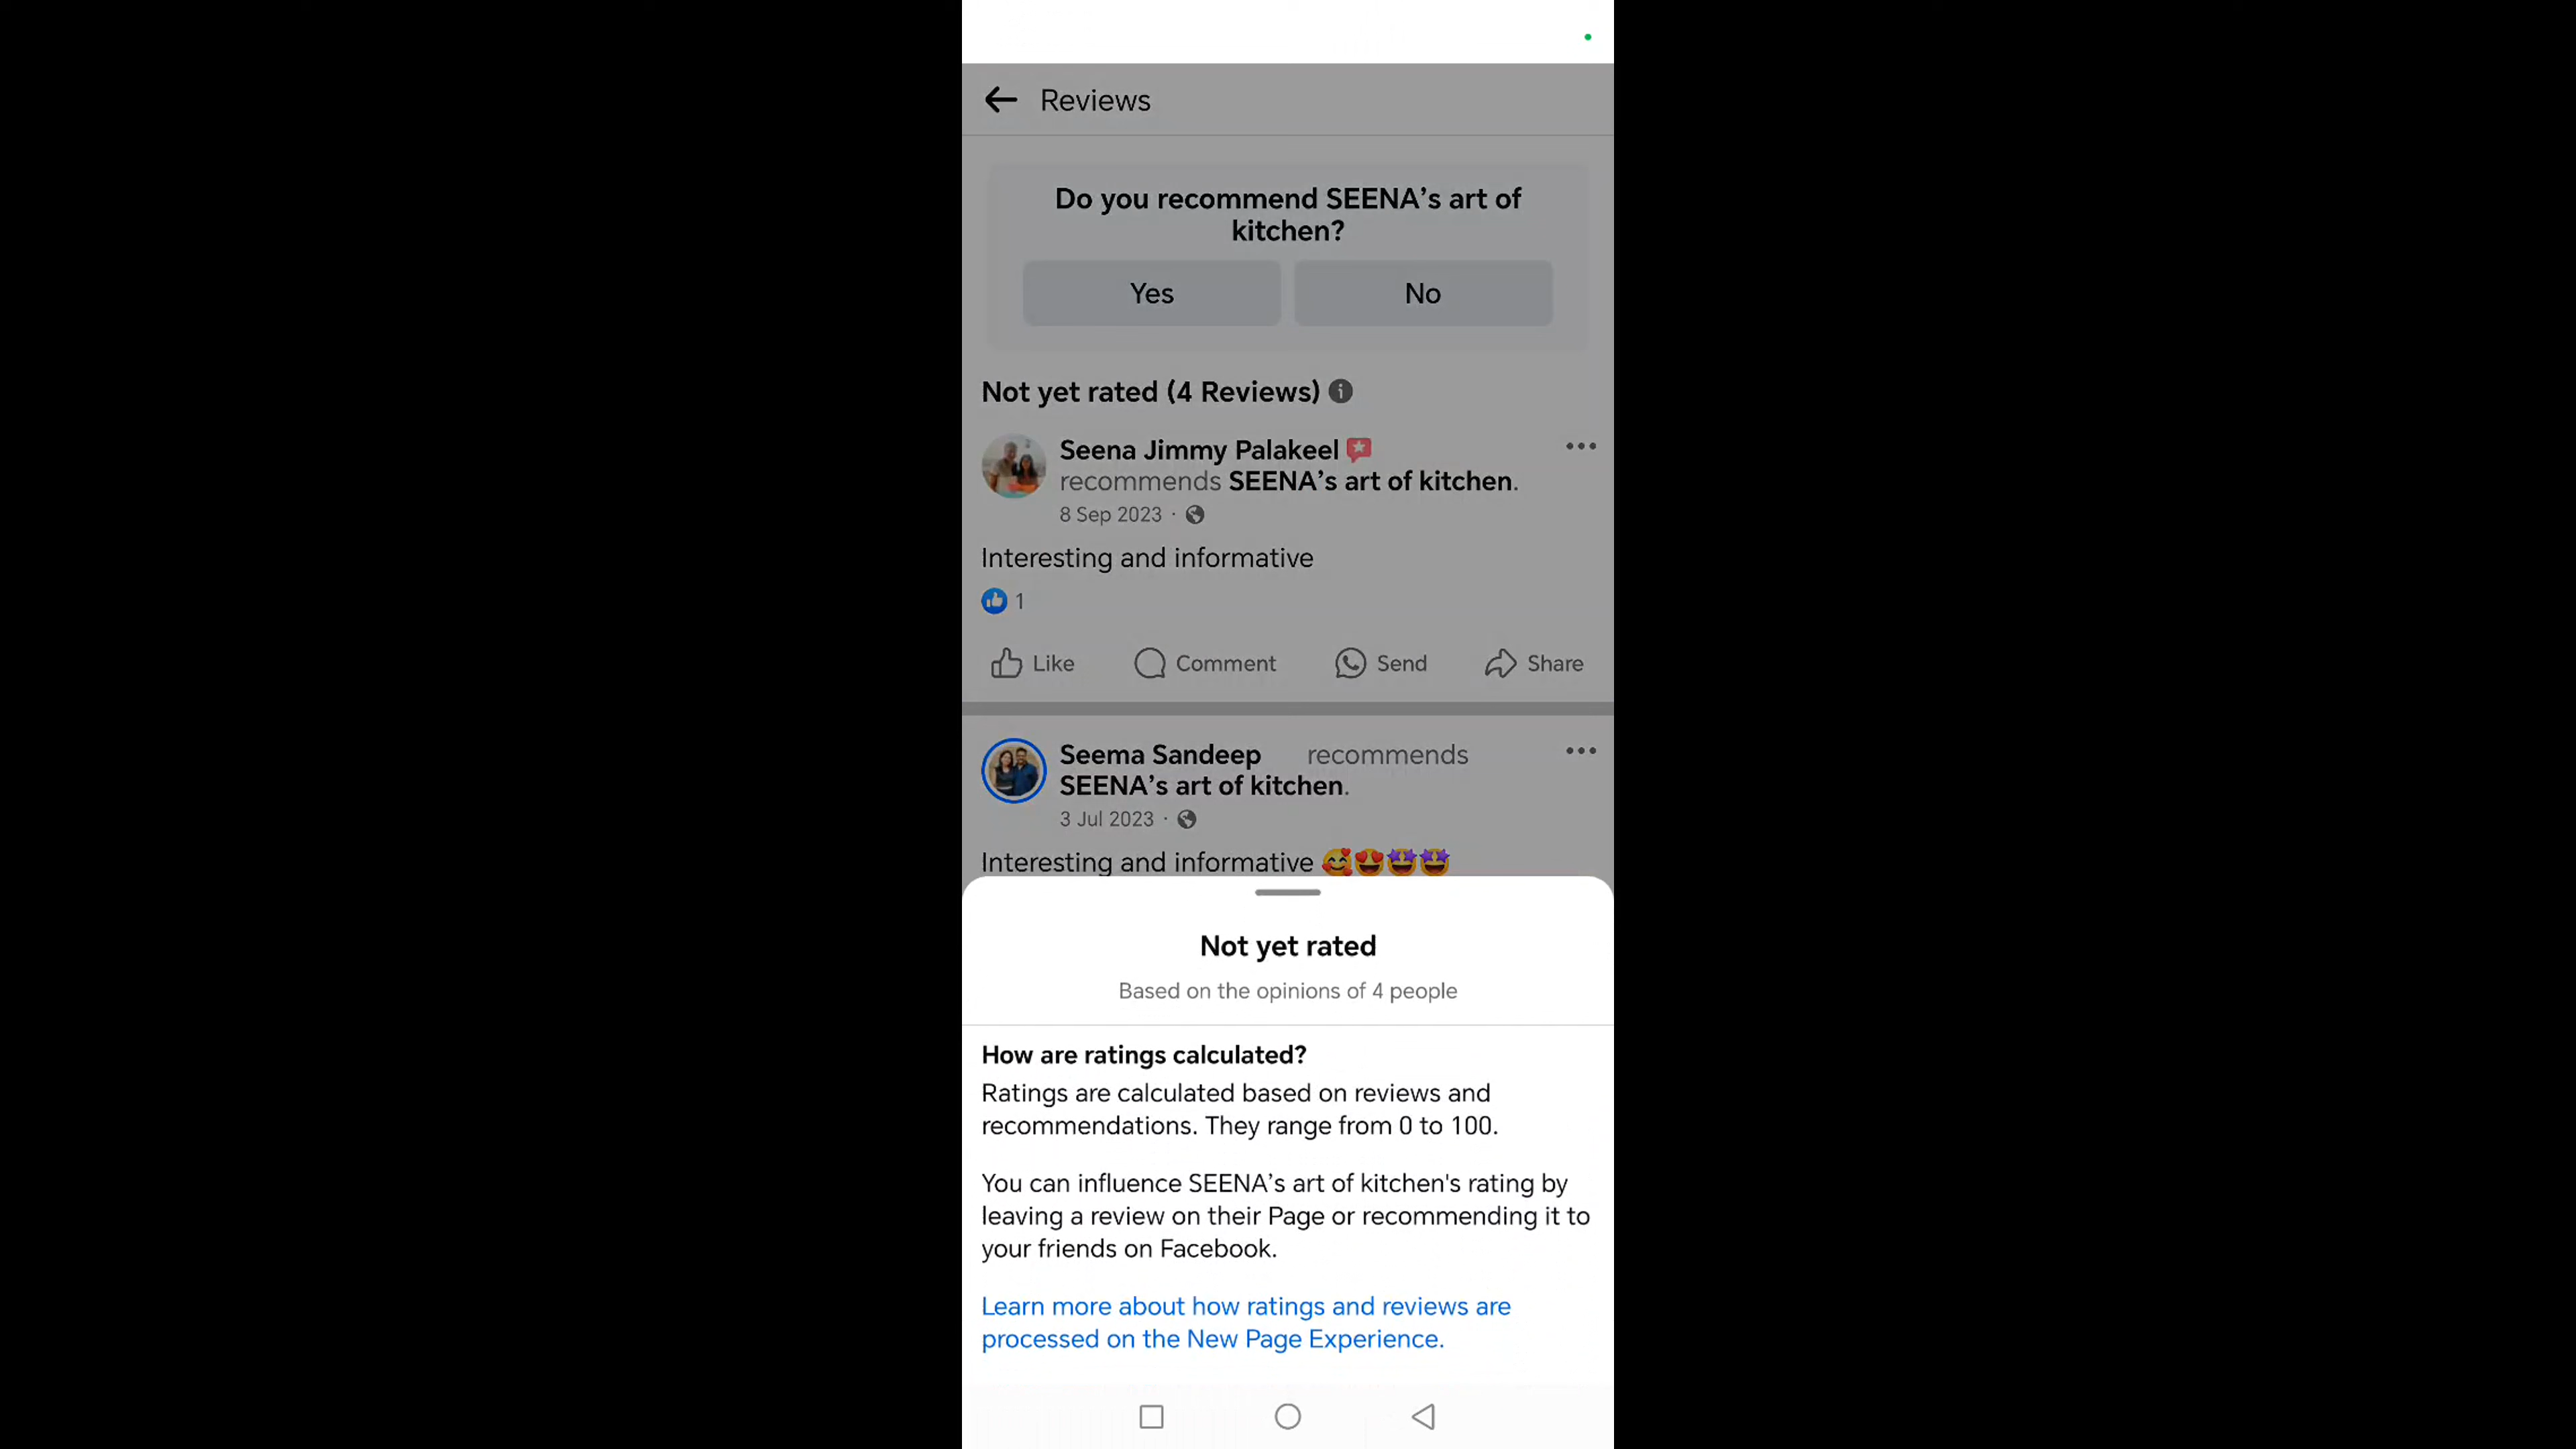 Reviews
Do you recommend SEENA’s art of
kitchen?
Yes
No
Not yet rated (4 Reviews)
Seena Jimmy Palakeel
recommends SEENA’s art of kitchen.
8 Sep 2023 ·
Interesting and informative
1
Like
Comment
Send
Share
Seema Sandeep recommends
SEENA’s art of kitchen.
3 Jul 2023 ·
Interesting and informative 🥰😍🤩🤩
Not yet rated
Based on the opinions of 4 people
How are ratings calculated?
Ratings are calculated based on reviews and
recommendations. They range from 0 to 100.
You can influence SEENA’s art of kitchen's rating by
leaving a review on their Page or recommending it to
your friends on Facebook.
Learn more about how ratings and reviews are
processed on the New Page Experience.